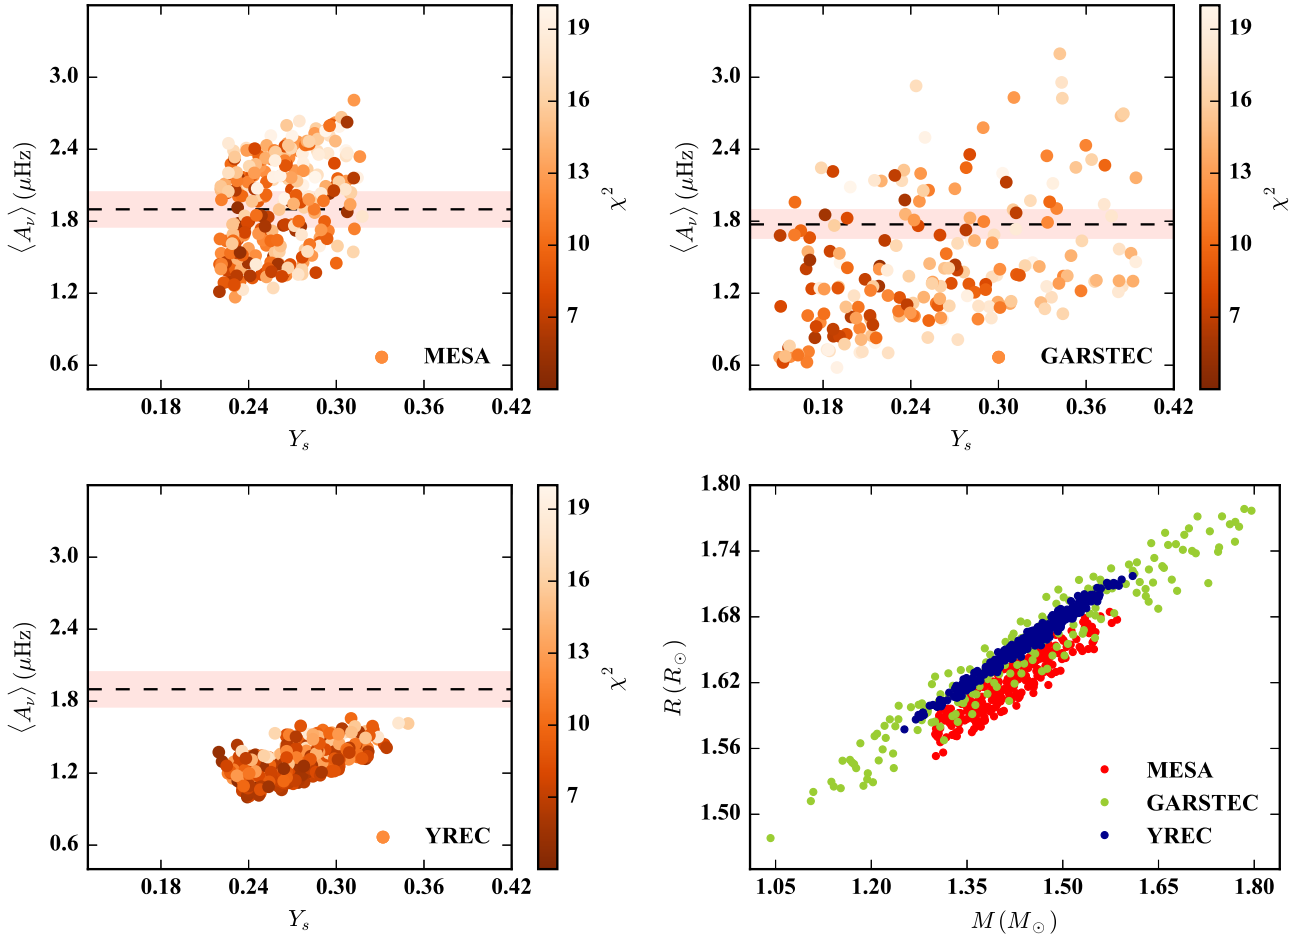 3.0
2.4
1.8
1.2
0.6
⟨A_ν⟩ (μHz)
0.18 0.24 0.30 0.36 0.42
Y_s
MESA
19
16
13
10
7
χ²
3.0
2.4
1.8
1.2
0.6
⟨A_ν⟩ (μHz)
0.18 0.24 0.30 0.36 0.42
Y_s
GARSTEC
19
16
13
10
7
χ²
3.0
2.4
1.8
1.2
0.6
⟨A_ν⟩ (μHz)
0.18 0.24 0.30 0.36 0.42
Y_s
YREC
19
16
13
10
7
χ²
1.80
1.74
1.68
1.62
1.56
1.50
R (R_⊙)
MESA
GARSTEC
YREC
1.05 1.20 1.35 1.50 1.65 1.80
M (M_⊙)